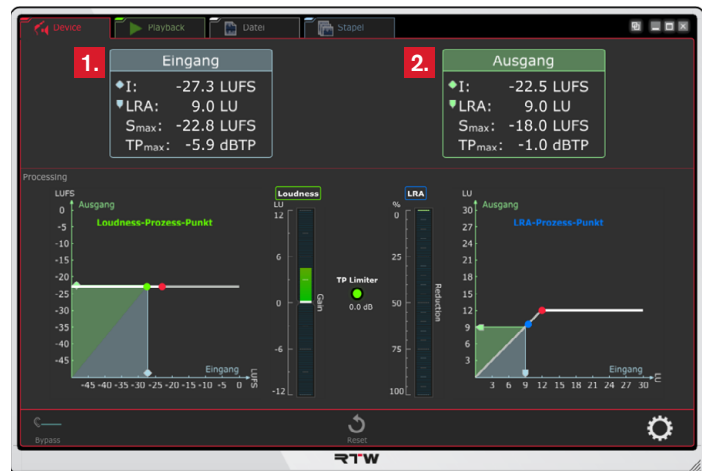 Device
Playback
Datei
Stapel
1.
Eingang
I: -27.3 LUFS
LRA: 9.0 LU
Smax: -22.8 LUFS
TPmax: -5.9 dBTP
2.
Ausgang
I: -22.5 LUFS
LRA: 9.0 LU
Smax: -18.0 LUFS
TPmax: -1.0 dBTP
Processing
LUFS
Ausgang
Loudness-Prozess-Punkt
0
-5
-10
-15
-20
-25
-30
-35
-40
-45
Eingang
-45 -40 -35 -30 -25 -20 -15 -10 -5 0
LUFS
Loudness
LU
12
6
0
-6
-12
Gain
TP Limiter
0.0 dB
LRA
%
0
25
50
75
100
Reduction
LU
Ausgang
LRA-Prozess-Punkt
30
27
24
21
18
15
12
9
6
3
Eingang
3 6 9 12 15 18 21 24 27 30
LU
Bypass
Reset
RTW